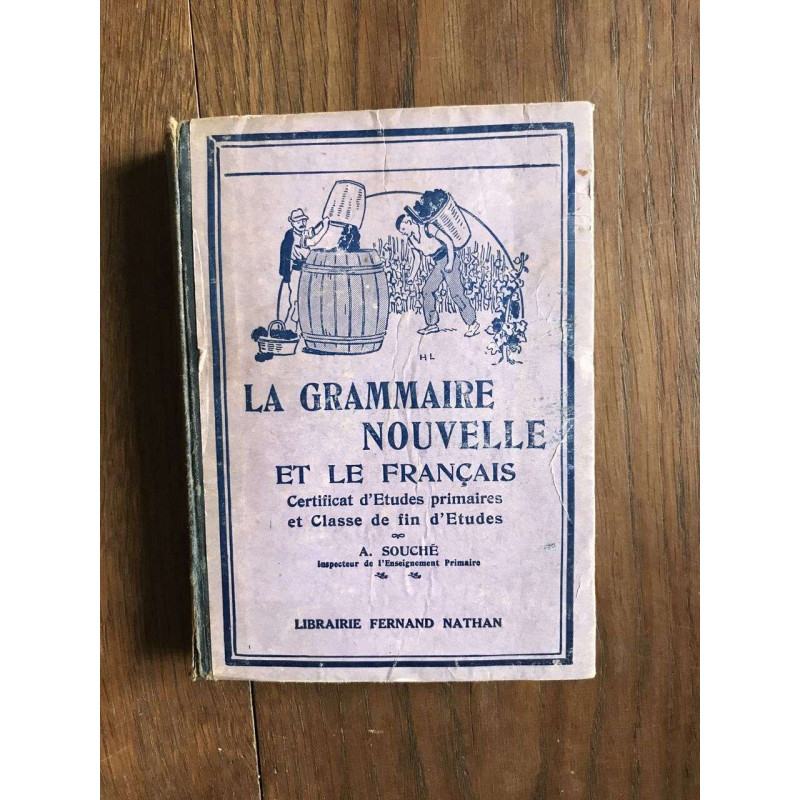 HL
LA GRAMMAIRE
NOUVELLE
ET LE FRANÇAIS
Certificat d'Etudes primaires
et Classe de fin d'Etudes
A. SOUCHÉ
Inspecteur de l'Enseignement Primaire
LIBRAIRIE FERNAND NATHAN